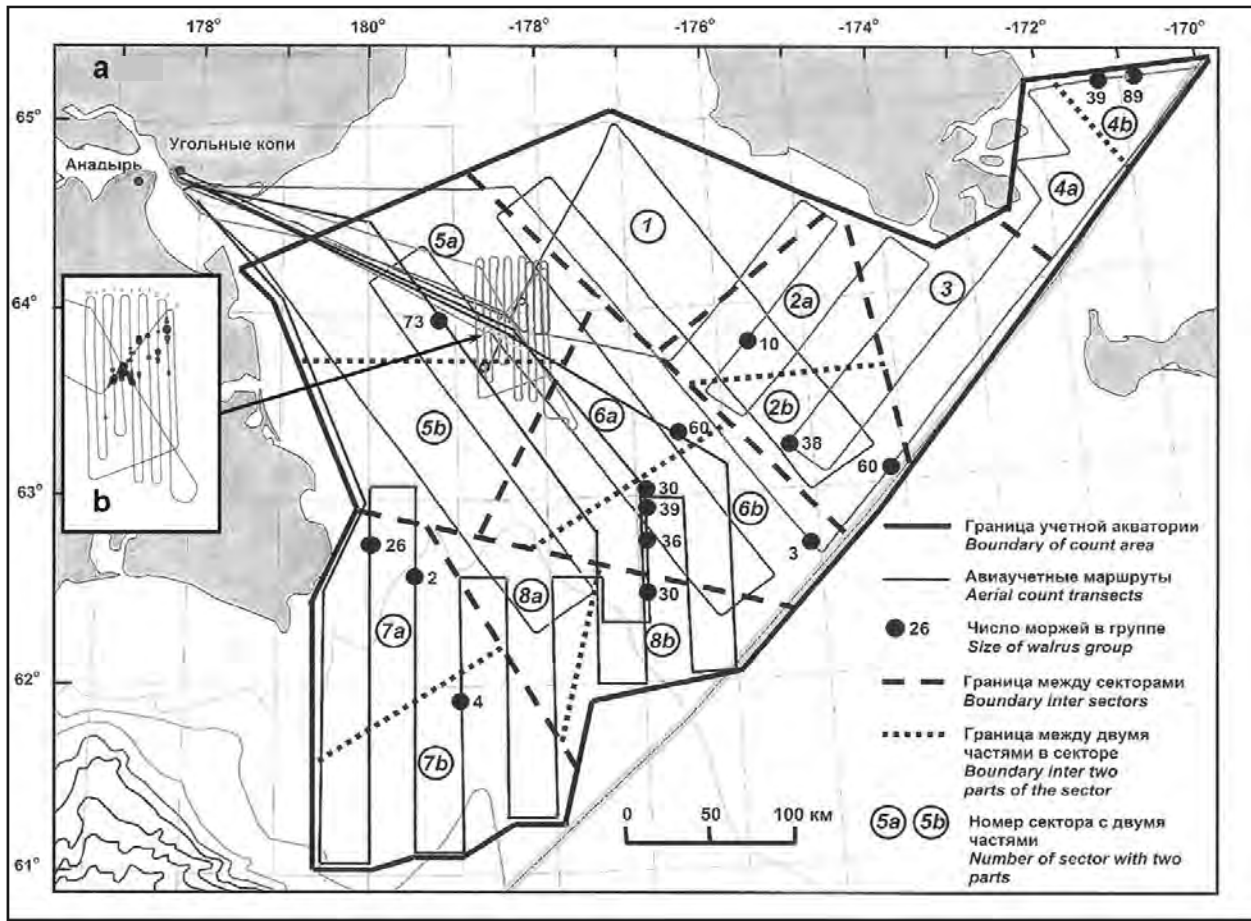 178° 180° -178° -176° -174° -172° -170°
a
65°
64°
63°
62°
61°
Угольные копи
Анадырь
39 89
4b
4a
1
5a
2a
3
73
10
2b
5b
6a
60
38
60
30
39
6b
36
3
26
2
30
8a
7a
8b
4
7b
b
0 50 100 км
Граница учетной акватории
Boundary of count area
Авиаучетные маршруты
Aerial count transects
26 Число моржей в группе
Size of walrus group
Граница между секторами
Boundary inter sectors
Граница между двумя
частями в секторе
Boundary inter two
parts of the sector
5a 5b Номер сектора с двумя
частями
Number of sector with two
parts